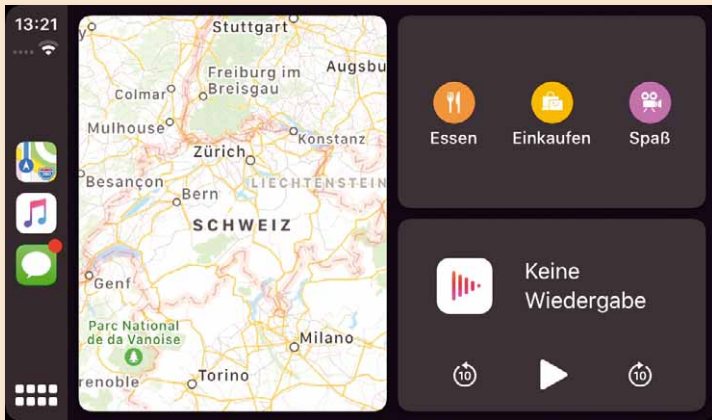 13:21
y
Stuttgart
Freiburg im
Breisgau
Augsbu
Colmar
Mulhouse
Konstanz
Zürich
Besançon
LIECHTENSTEIN
Bern
SCHWEIZ
Genf
Parc National
de da Vanoise
Milano
Torino
renoble
Essen
Einkaufen
Spaß
Keine
Wiedergabe
10
10